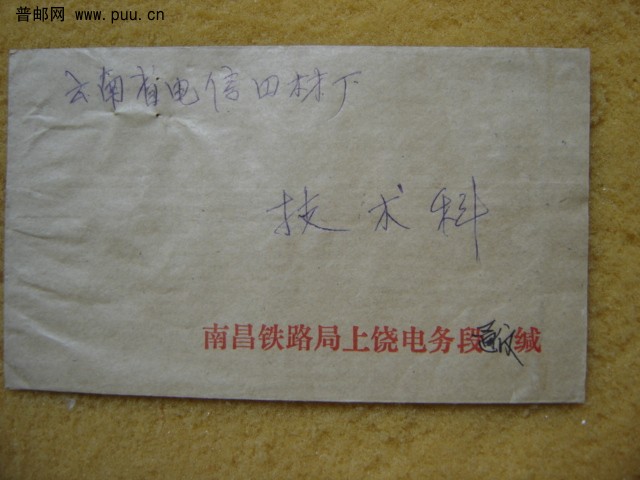 普邮网 www.puu.cn
云南省电信田林厂
技术科
南昌铁路局上饶电务段 缄